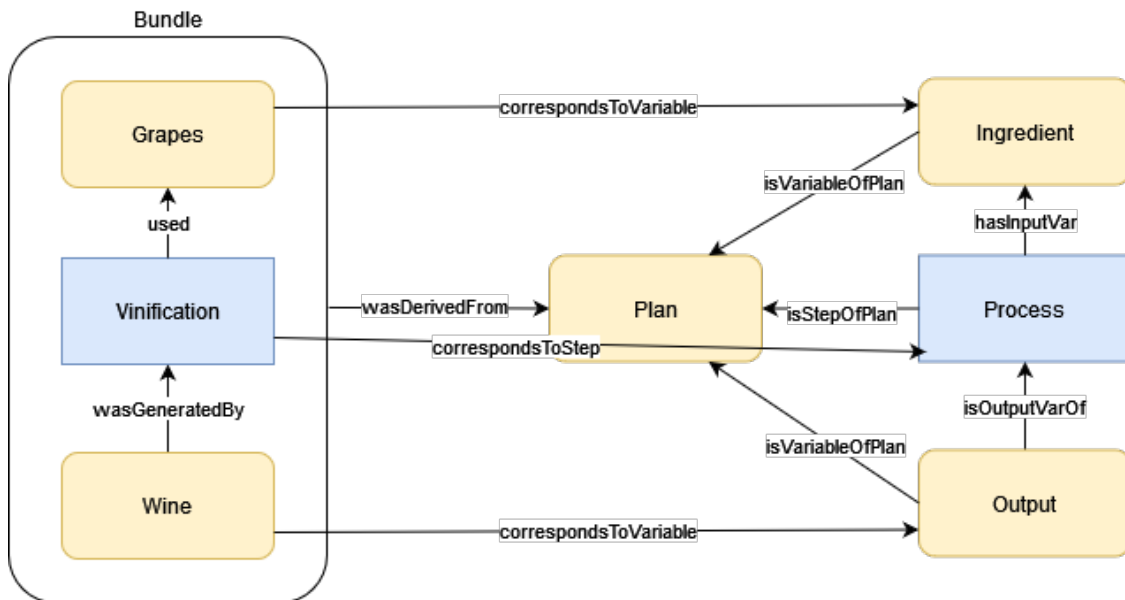 Bundle
Grapes
correspondsToVariable
Ingredient
isVariableOfPlan
used
hasInputVar
Vinification
wasDerivedFrom
Plan
isStepOfPlan
Process
correspondsToStep
wasGeneratedBy
isOutputVarOf
isVariableOfPlan
Wine
Output
correspondsToVariable